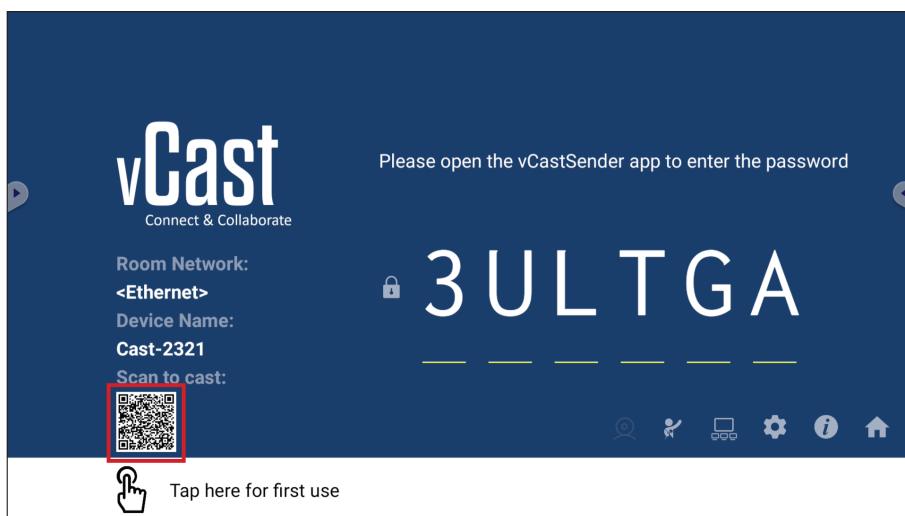 vCast
Connect & Collaborate
Please open the vCastSender app to enter the password
Room Network:
<Ethernet>
Device Name:
Cast-2321
Scan to cast:
3ULTGA
Tap here for first use